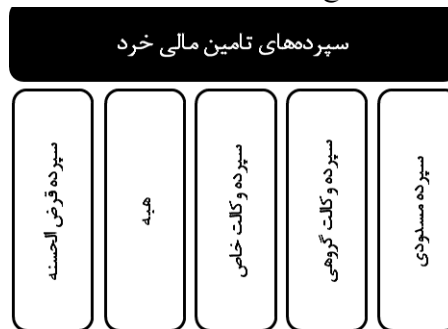 سپرده‌های تامین مالی خرد
سپرده مسدودی
سپرده وکالت گروهی
سپرده وکالت خاص
هبه
سپرده قرض الحسنه